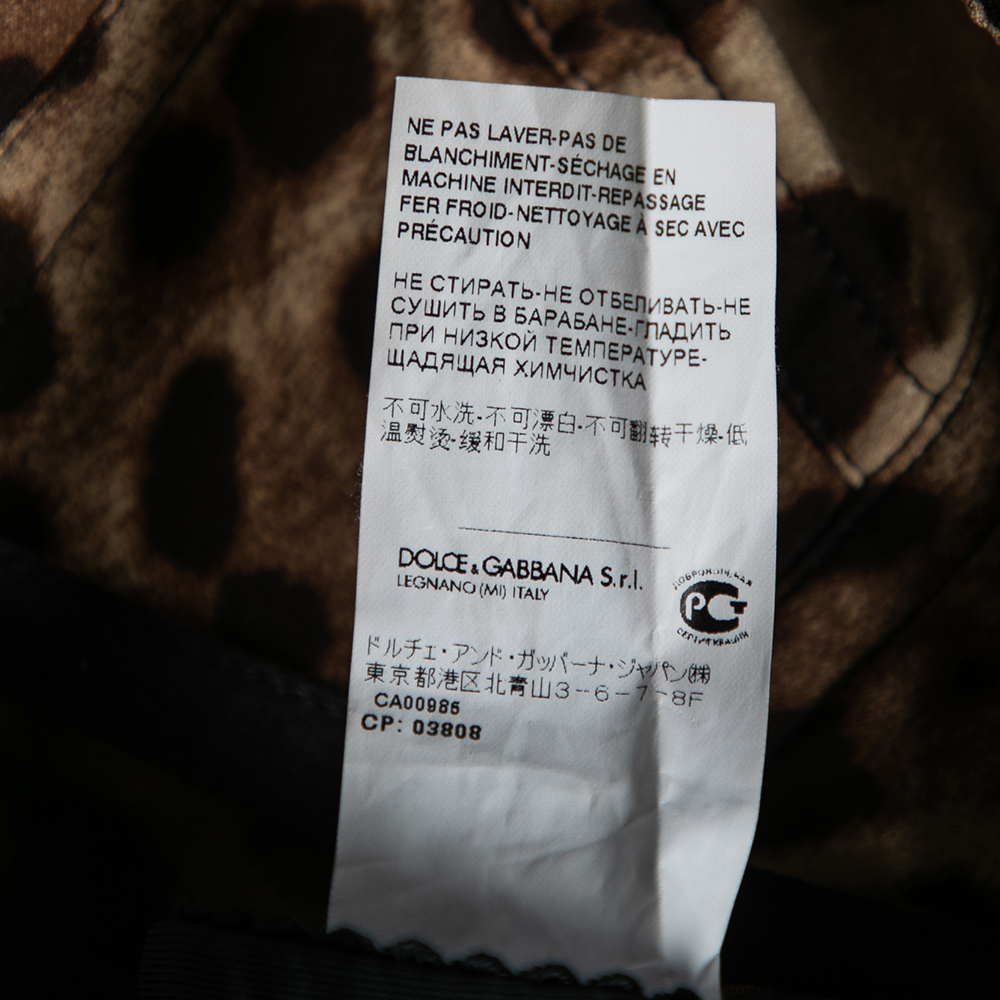 NE PAS LAVER-PAS DE
BLANCHIMENT-SÉCHAGE EN
MACHINE INTERDIT-REPASSAGE
FER FROID-NETTOYAGE À SEC AVEC
PRÉCAUTION
НЕ СТИРАТЬ-НЕ ОТБЕЛИВАТЬ-НЕ
СУШИТЬ В БАРАБАНЕ-ГЛАДИТЬ
ПРИ НИЗКОЙ ТЕМПЕРАТУРЕ-
ЩАДЯЩАЯ ХИМЧИСТКА
不可水洗-不可漂白-不可翻转干燥-低
温熨烫-缓和干洗
DOLCE & GABBANA S.r.l.
LEGNANO (MI) ITALY
ДОБРОВОЛЬНАЯ
РСТ
СЕРТИФИКАЦИЯ
ドルチェ・アンド・ガッバーナ・ジャパン㈱
東京都港区北青山3-6-7-8F
CA00986
CP: 03808